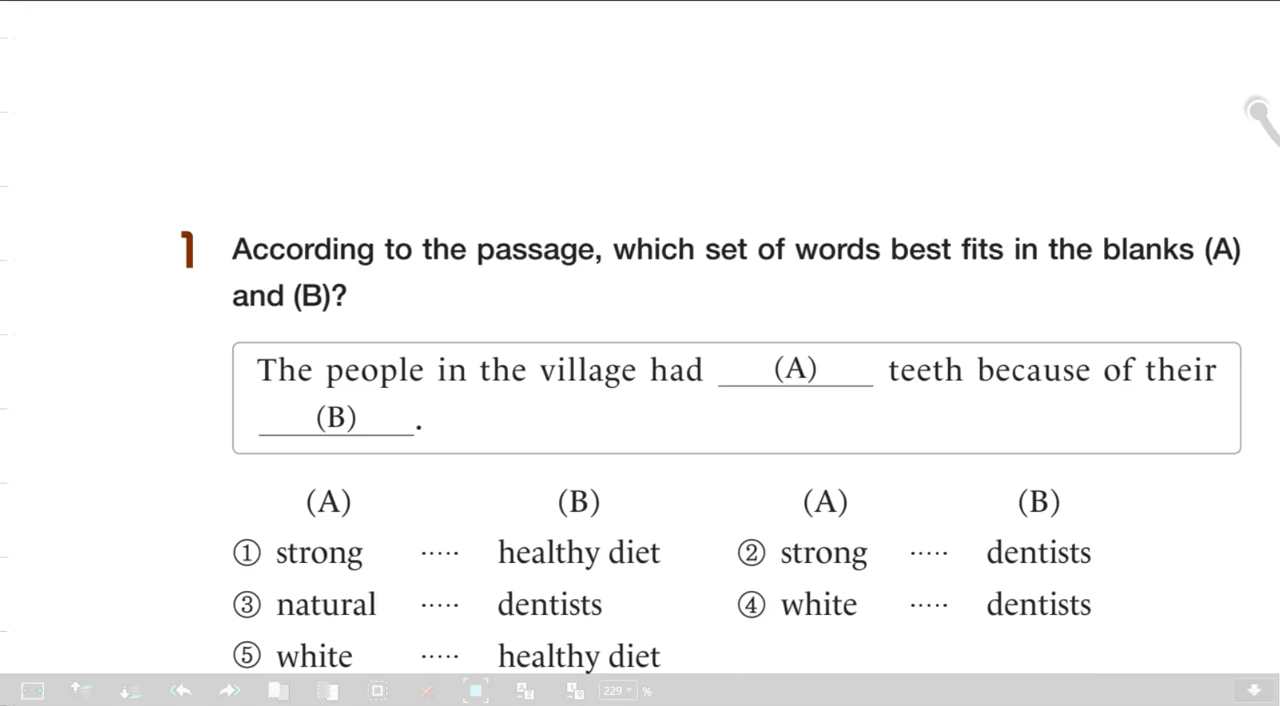 1 According to the passage, which set of words best fits in the blanks (A)
and (B)?
The people in the village had (A) teeth because of their
(B) .
(A) (B) (A) (B)
① strong ····· healthy diet ② strong ····· dentists
③ natural ····· dentists ④ white ····· dentists
⑤ white ····· healthy diet
229 %